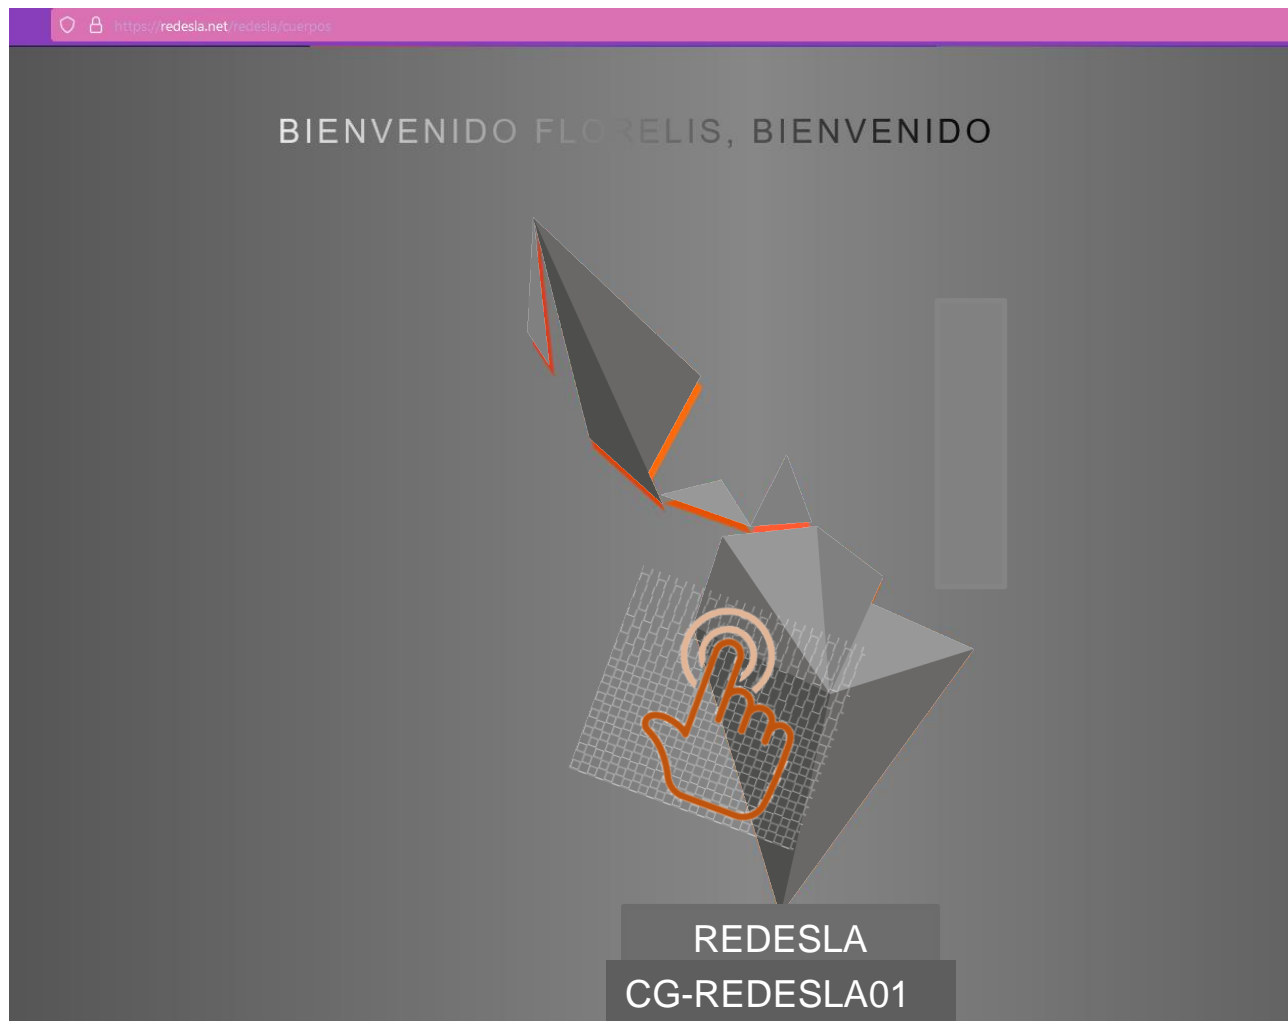 https://redesla.net/redesla/cuerpos
BIENVENIDO FLORELIS, BIENVENIDO
REDESLA
CG-REDESLA01